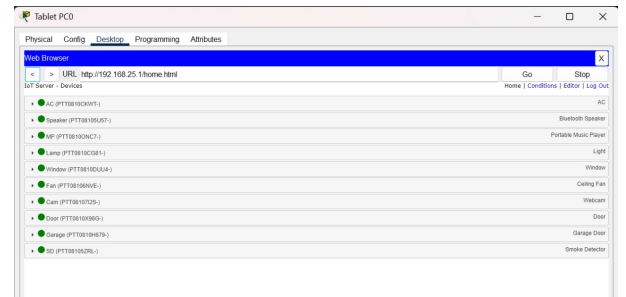 Tablet PC0
Physical Config Desktop Programming Attributes
Web Browser X
< > URL http://192.168.25.1/home.html Go Stop
IoT Server - Devices Home | Conditions | Editor | Log Out
AC (PTT0810CKWT-) AC
Speaker (PTT08105U57-) Bluetooth Speaker
MP (PTT0810ONC7-) Portable Music Player
Lamp (PTT0810CG81-) Light
Window (PTT0810DUU4-) Window
Fan (PTT08106NVE-) Ceiling Fan
Cam (PTT08107I2S-) Webcam
Door (PTT0810X96G-) Door
Garage (PTT0810H679-) Garage Door
SD (PTT08105ZRL-) Smoke Detector